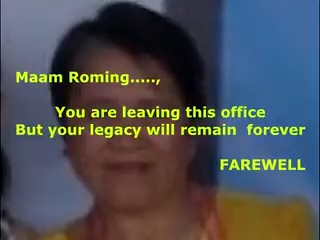 Maam Roming.....,
You are leaving this office
But your legacy will remain forever
FAREWELL